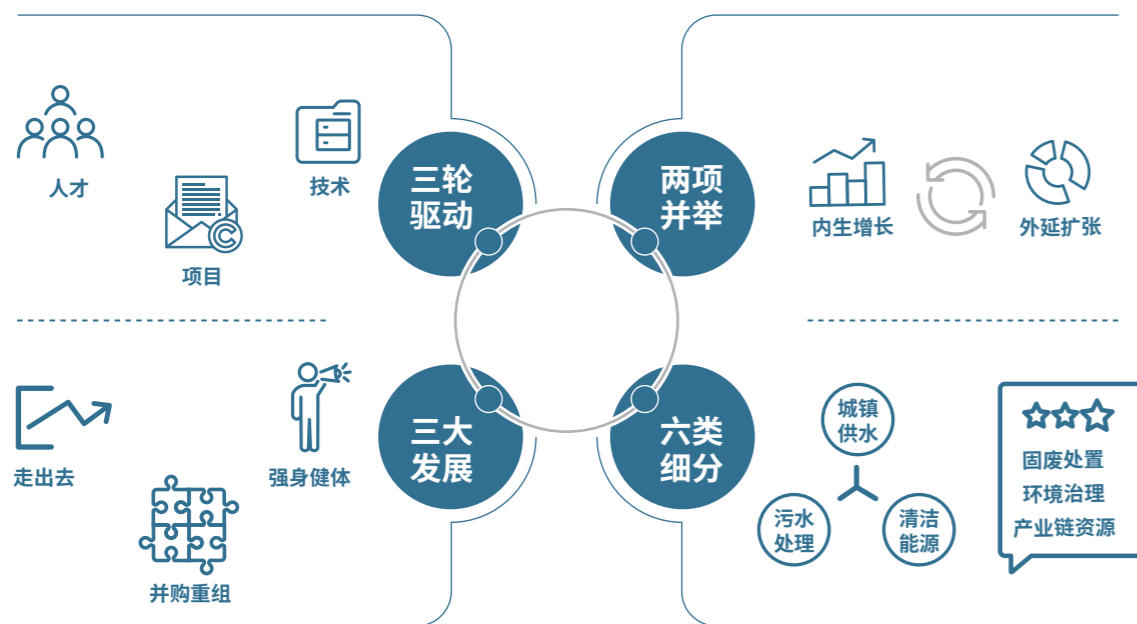 人才
项目
技术
三轮
驱动
两项
并举
内生增长
外延扩张
走出去
并购重组
强身健体
三大
发展
六类
细分
城镇
供水
污水
处理
清洁
能源
固废处置
环境治理
产业链资源